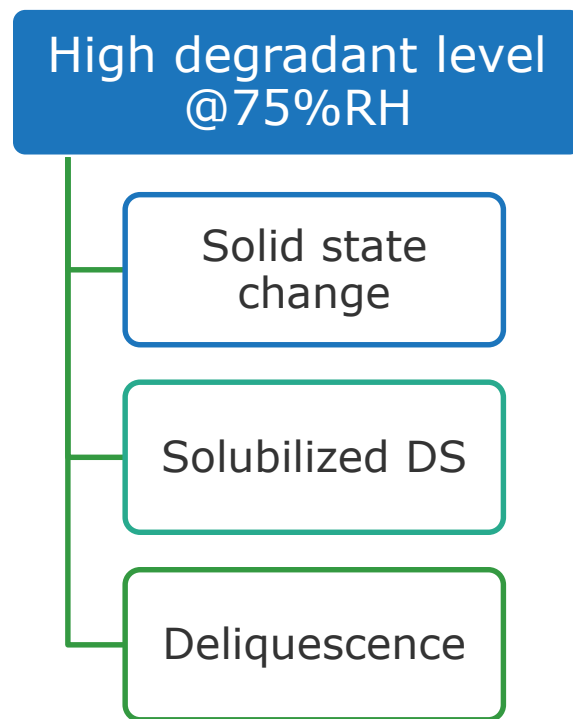 High degradant level
@75%RH
Solid state
change
Solubilized DS
Deliquescence